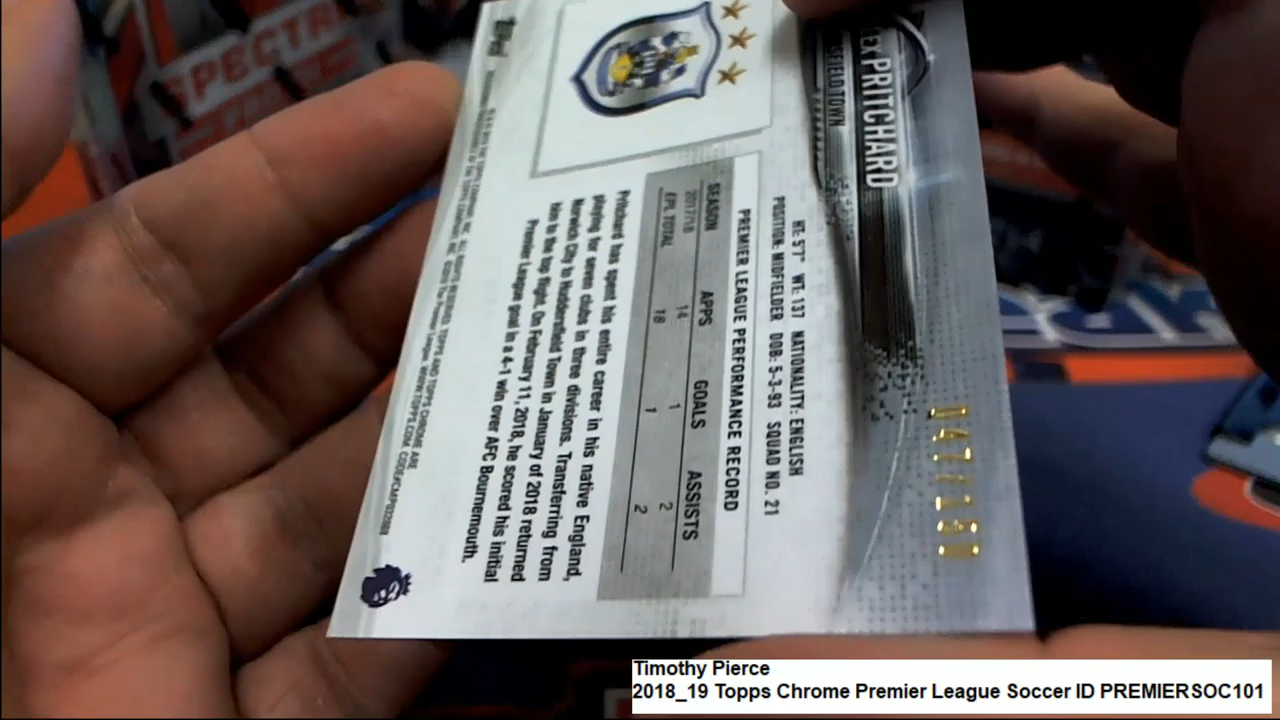 SPECTRA
Topps
EX PRITCHARD
SFIELD TOWN
HT: 5'7" WT: 137 NATIONALITY: ENGLISH
POSITION: MIDFIELDER DOB: 5-3-93 SQUAD NO. 21
PREMIER LEAGUE PERFORMANCE RECORD
SEASON APPS GOALS ASSISTS
2017/18 14 1 2
EPL TOTAL 18 1 2
Pritchard has spent his entire career in his native England,
playing for seven clubs in three divisions. Transferring from
Norwich City to Huddersfield Town in January of 2018 returned
him to the top flight. On February 11, 2018, he scored his initial
Premier League goal in a 4-1 win over AFC Bournemouth.
Timothy Pierce
2018_19 Topps Chrome Premier League Soccer ID PREMIERSOC101